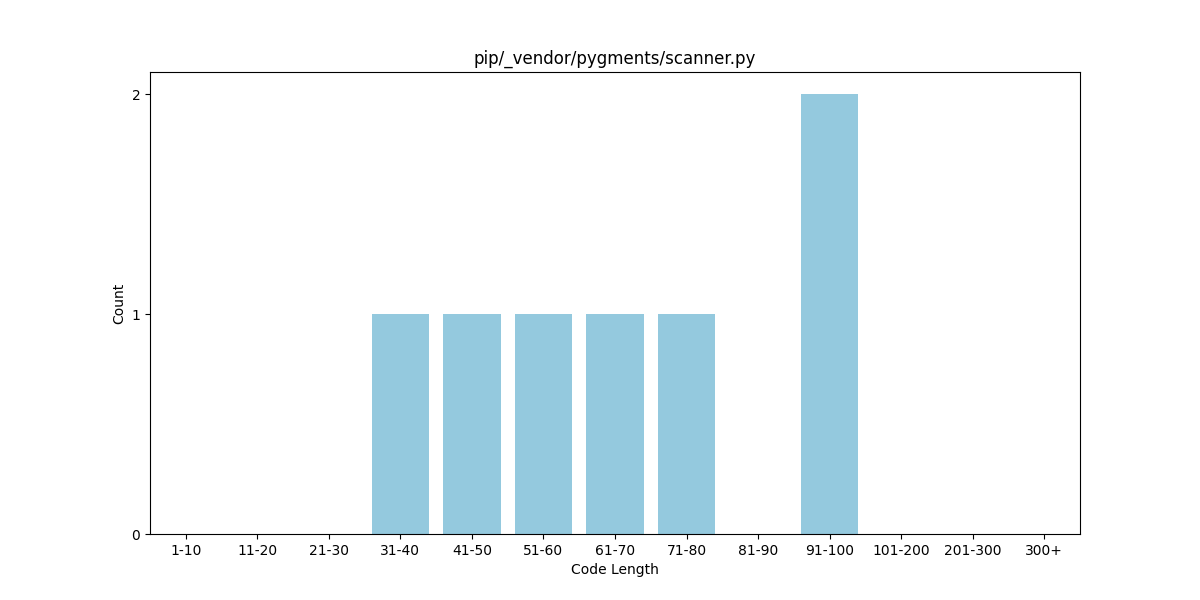 pip/_vendor/pygments/scanner.py
Count
2
1
0
1-10 11-20 21-30 31-40 41-50 51-60 61-70 71-80 81-90 91-100 101-200 201-300 300+
Code Length